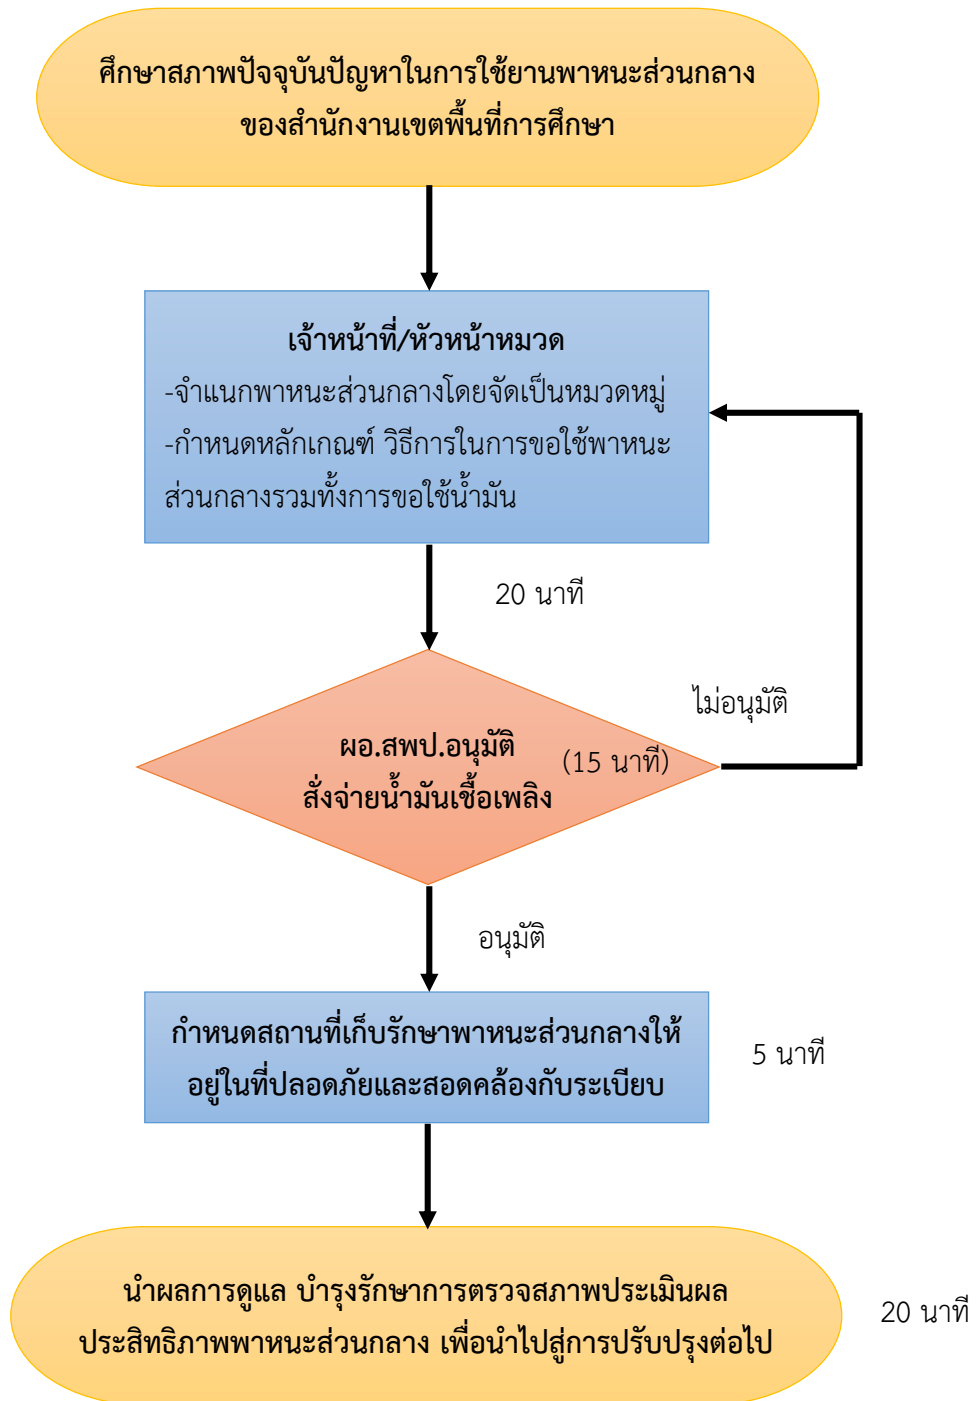 ศึกษาสภาพปัจจุบันปัญหาในการใช้ยานพาหนะส่วนกลาง
ของสำนักงานเขตพื้นที่การศึกษา
เจ้าหน้าที่/หัวหน้าหมวด
-จำแนกพาหนะส่วนกลางโดยจัดเป็นหมวดหมู่
-กำหนดหลักเกณฑ์ วิธีการในการขอใช้พาหนะ
ส่วนกลางรวมทั้งการขอใช้น้ำมัน
20 นาที
ไม่อนุมัติ
ผอ.สพป.อนุมัติ
(15 นาที)
สั่งจ่ายน้ำมันเชื้อเพลิง
อนุมัติ
กำหนดสถานที่เก็บรักษาพาหนะส่วนกลางให้
อยู่ในที่ปลอดภัยและสอดคล้องกับระเบียบ
5 นาที
นำผลการดูแล บำรุงรักษาการตรวจสภาพประเมินผล
ประสิทธิภาพพาหนะส่วนกลาง เพื่อนำไปสู่การปรับปรุงต่อไป
20 นาที